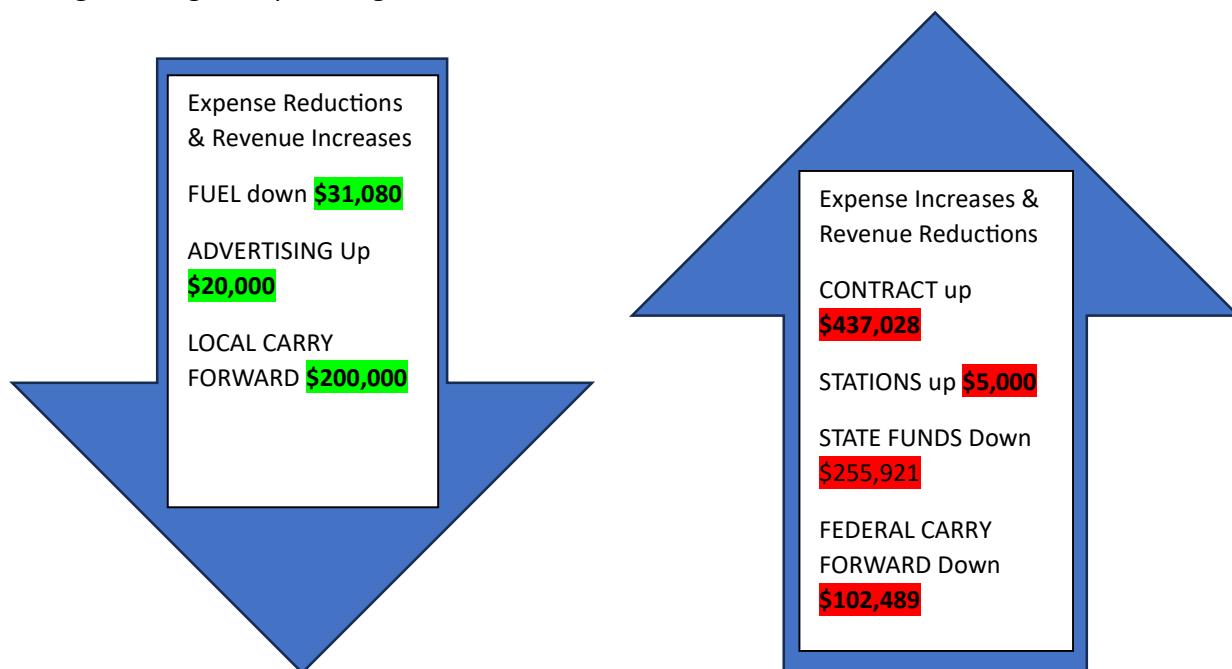 Expense Reductions
& Revenue Increases
FUEL down $31,080
ADVERTISING Up
$20,000
LOCAL CARRY
FORWARD $200,000
Expense Increases &
Revenue Reductions
CONTRACT up
$437,028
STATIONS up $5,000
STATE FUNDS Down
$255,921
FEDERAL CARRY
FORWARD Down
$102,489